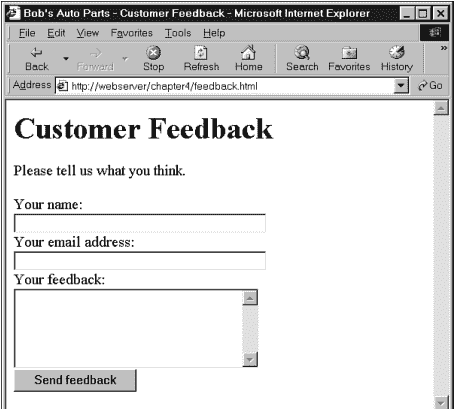 Bob's Auto Parts - Customer Feedback - Microsoft Internet Explorer
File Edit View Favorites Tools Help
Back Forward Stop Refresh Home Search Favorites History »
Address http://webserver/chapter4/feedback.html Go
Customer Feedback
Please tell us what you think.
Your name:
Your email address:
Your feedback:
Send feedback